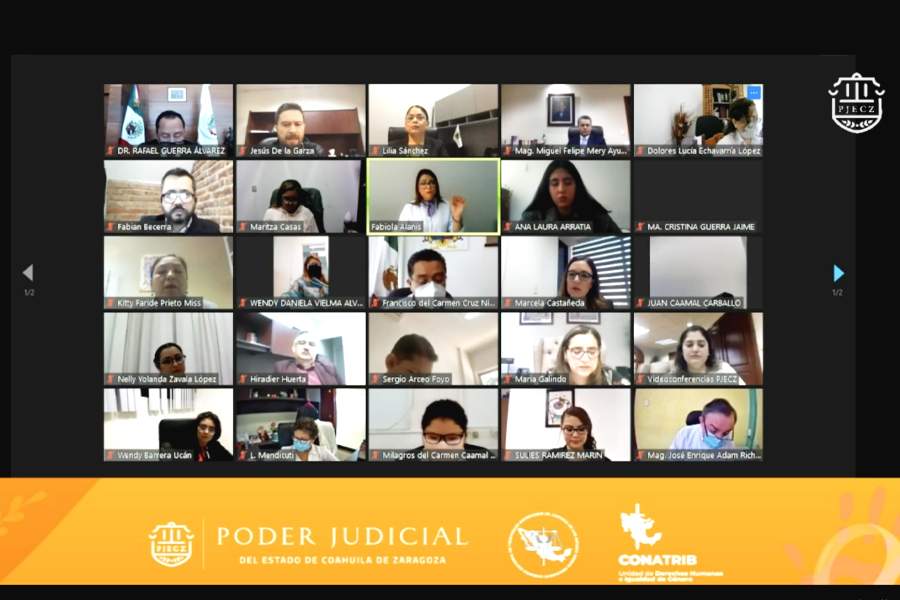 PJECZ
DR. RAFAEL GUERRA ÁLVAREZ
Jesús De la Garza
Lilia Sánchez
Mag. Miguel Felipe Mery Ayu...
Dolores Lucía Echavarría López
Fabian Becerra
Maritza Casas
Fabiola Alanís
ANA LAURA ARRATIA
MA. CRISTINA GUERRA JAIME
Kitty Faride Prieto Miss
WENDY DANIELA VIELMA ALV...
Francisco del Carmen Cruz Ni...
Marcela Castañeda
JUAN CAAMAL CARBALLO
1/2
1/2
Nelly Yolanda Zavala López
Hiradier Huerta
Sergio Arceo Foyo
Maria Galindo
Videoconferencias PJECZ
Wendy Barrera Ucán
L. Mendicuti
Milagros del Carmen Caamal ...
SULIES RAMIREZ MARIN
Mag. José Enrique Adam Rich...
PJECZ
PODER JUDICIAL
DEL ESTADO DE COAHUILA DE ZARAGOZA
CONATRIB
Unidad de Derechos Humanos
e Igualdad de Género